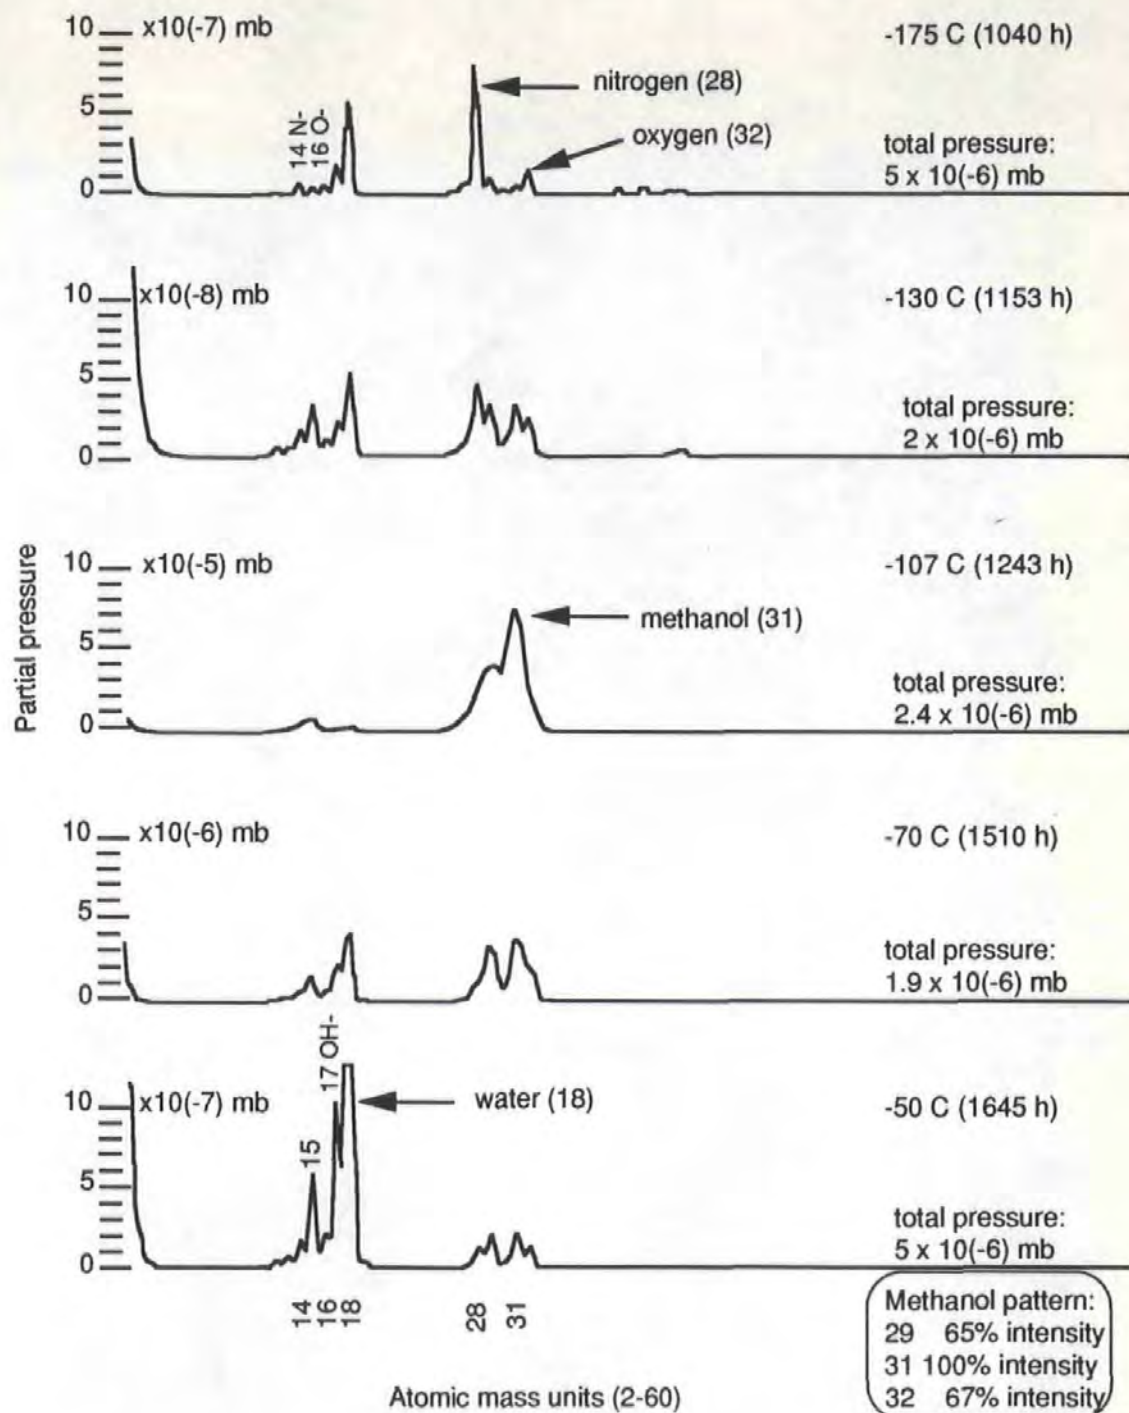 10 x10(-7) mb -175 C (1040 h)
nitrogen (28)
5
14 N-
16 O-
oxygen (32)
total pressure:
0 5 x 10(-6) mb
10 x10(-8) mb -130 C (1153 h)
5
total pressure:
0 2 x 10(-6) mb
Partial pressure
10 x10(-5) mb -107 C (1243 h)
methanol (31)
5
total pressure:
0 2.4 x 10(-6) mb
10 x10(-6) mb -70 C (1510 h)
5
total pressure:
0 1.9 x 10(-6) mb
17 OH-
10 x10(-7) mb water (18) -50 C (1645 h)
15
5
total pressure:
0 5 x 10(-6) mb
14 16 18 28 31
Methanol pattern:
29 65% intensity
31 100% intensity
32 67% intensity
Atomic mass units (2-60)